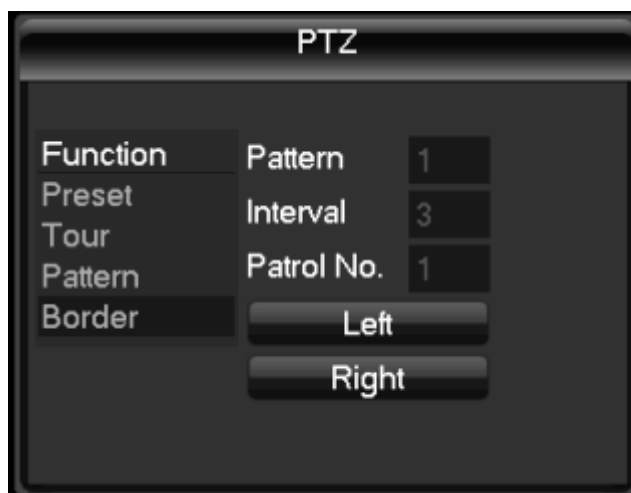 PTZ
Function
Preset
Tour
Pattern
Border
Pattern 1
Interval 3
Patrol No. 1
Left
Right